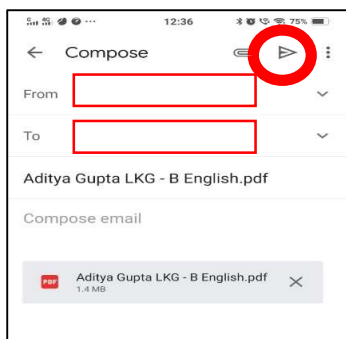 12:36
75%
Compose
From
To
Aditya Gupta LKG - B English.pdf
Compose email
PDF
Aditya Gupta LKG - B English.pdf
1.4 MB